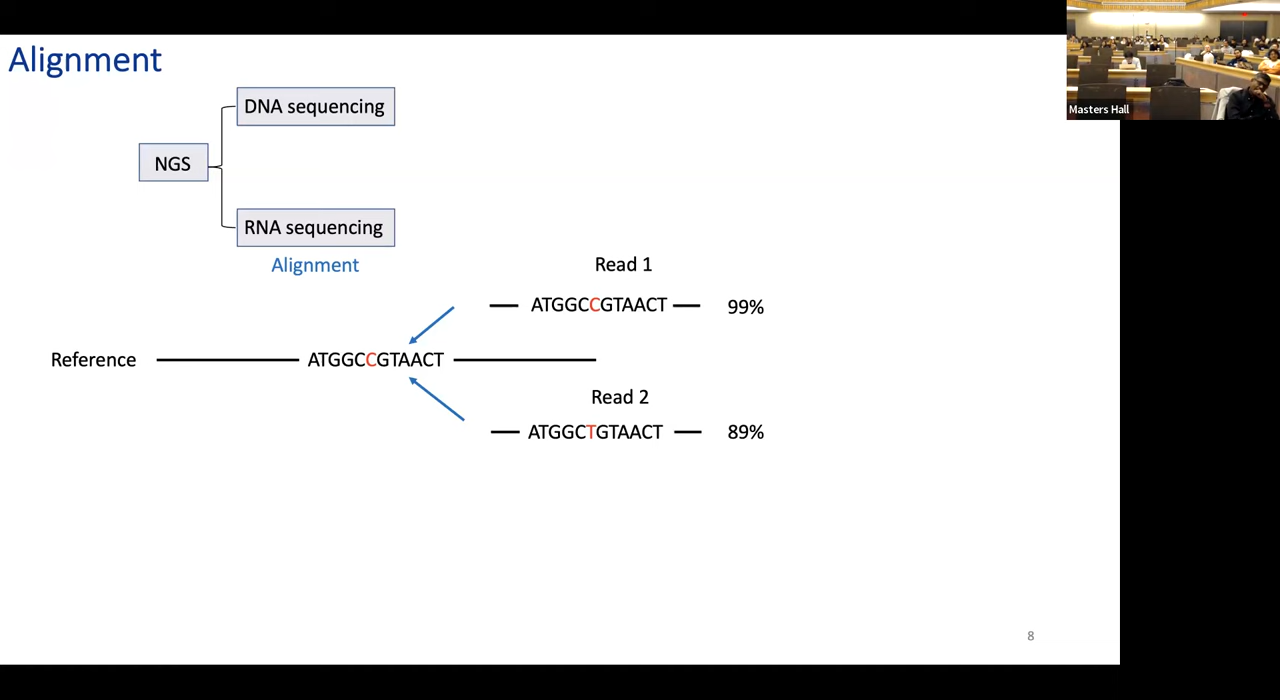 Alignment
Masters Hall
DNA sequencing
NGS
RNA sequencing
Alignment
Read 1
ATGGCCGTAACT 99%
Reference ATGGCCGTAACT
Read 2
ATGGCTGTAACT 89%
8